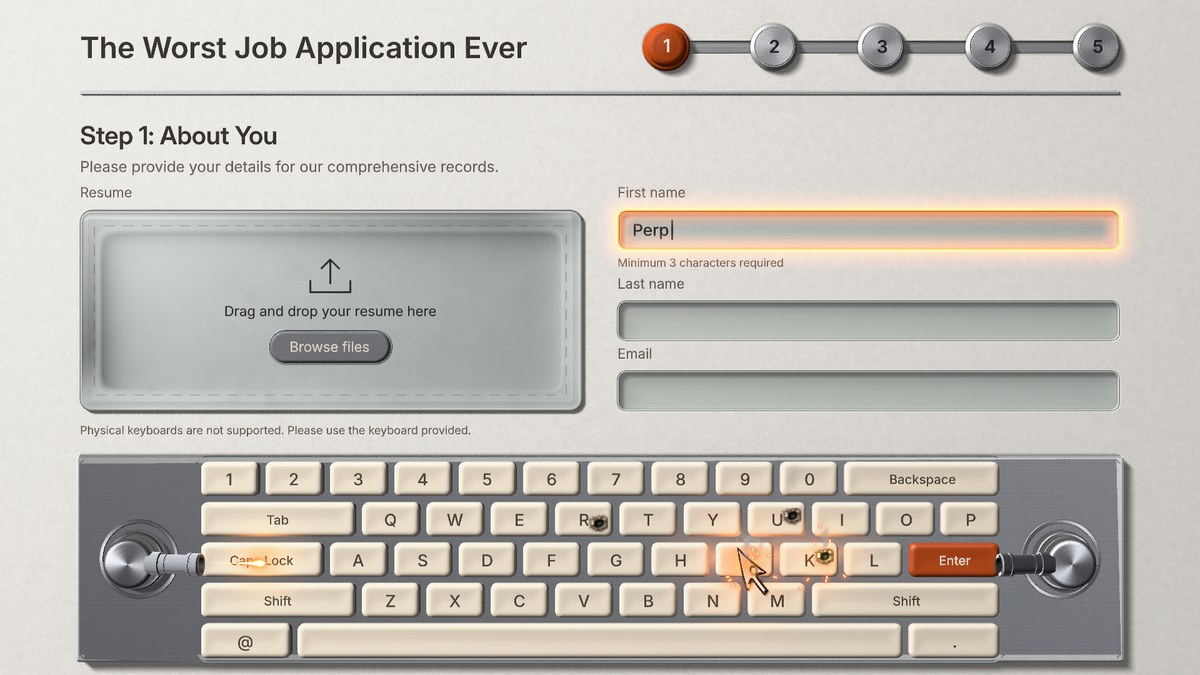 The Worst Job Application Ever
1 2 3 4 5
Step 1: About You
Please provide your details for our comprehensive records.
Resume
Drag and drop your resume here
Browse files
First name
Perp
Minimum 3 characters required
Last name
Email
Physical keyboards are not supported. Please use the keyboard provided.
1 2 3 4 5 6 7 8 9 0 Backspace
Tab Q W E R T Y U I O P
Caps Lock A S D F G H K L Enter
Shift Z X C V B N M Shift
@ .